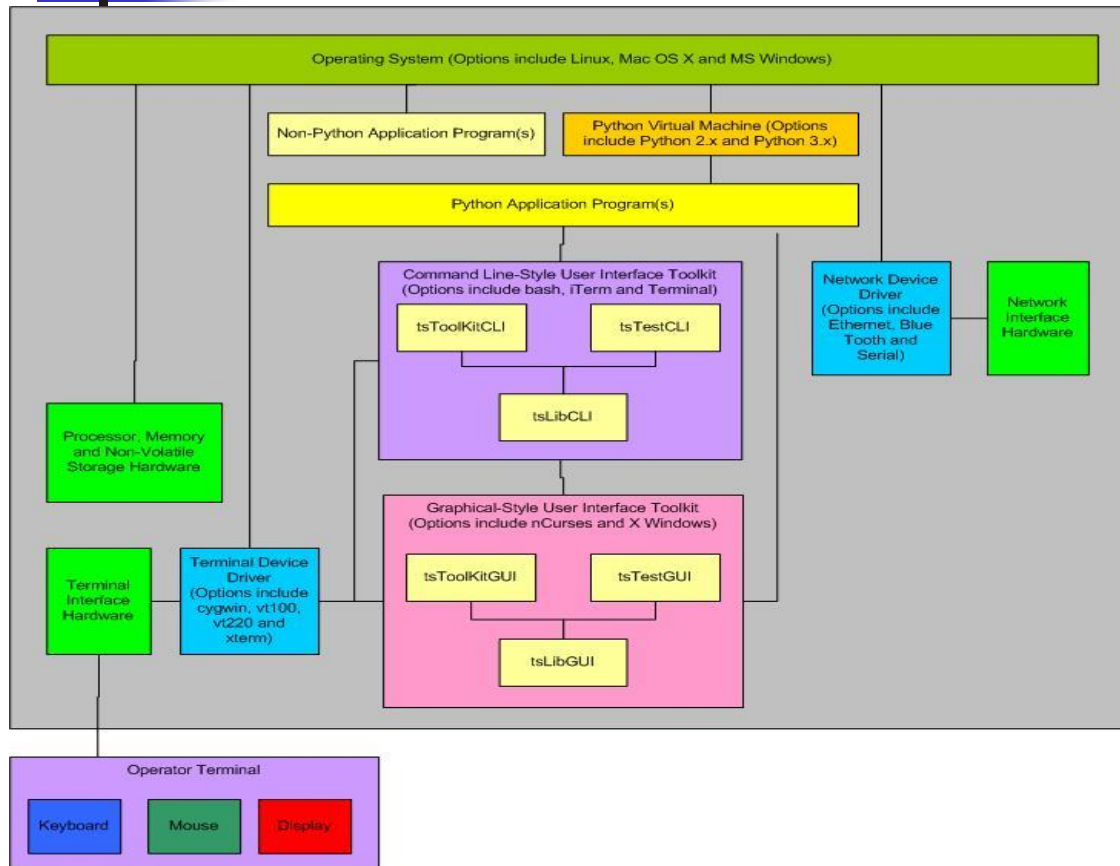 Operating System (Options include Linux, Mac OS X and MS Windows)
Non-Python Application Program(s)
Python Virtual Machine (Options
include Python 2.x and Python 3.x)
Python Application Program(s)
Command Line-Style User Interface Toolkit
(Options include bash, iTerm and Terminal)
tsToolKitCLI
tsTestCLI
tsLibCLI
Network Device
Driver
(Options include
Ethernet, Blue
Tooth and
Serial)
Network
Interface
Hardware
Processor, Memory
and Non-Volatile
Storage Hardware
Graphical-Style User Interface Toolkit
(Options include nCurses and X Windows)
tsToolKitGUI
tsTestGUI
tsLibGUI
Terminal
Interface
Hardware
Terminal Device
Driver
(Options include
cygwin, vt100,
vt220 and
xterm)
Operator Terminal
Keyboard
Mouse
Display